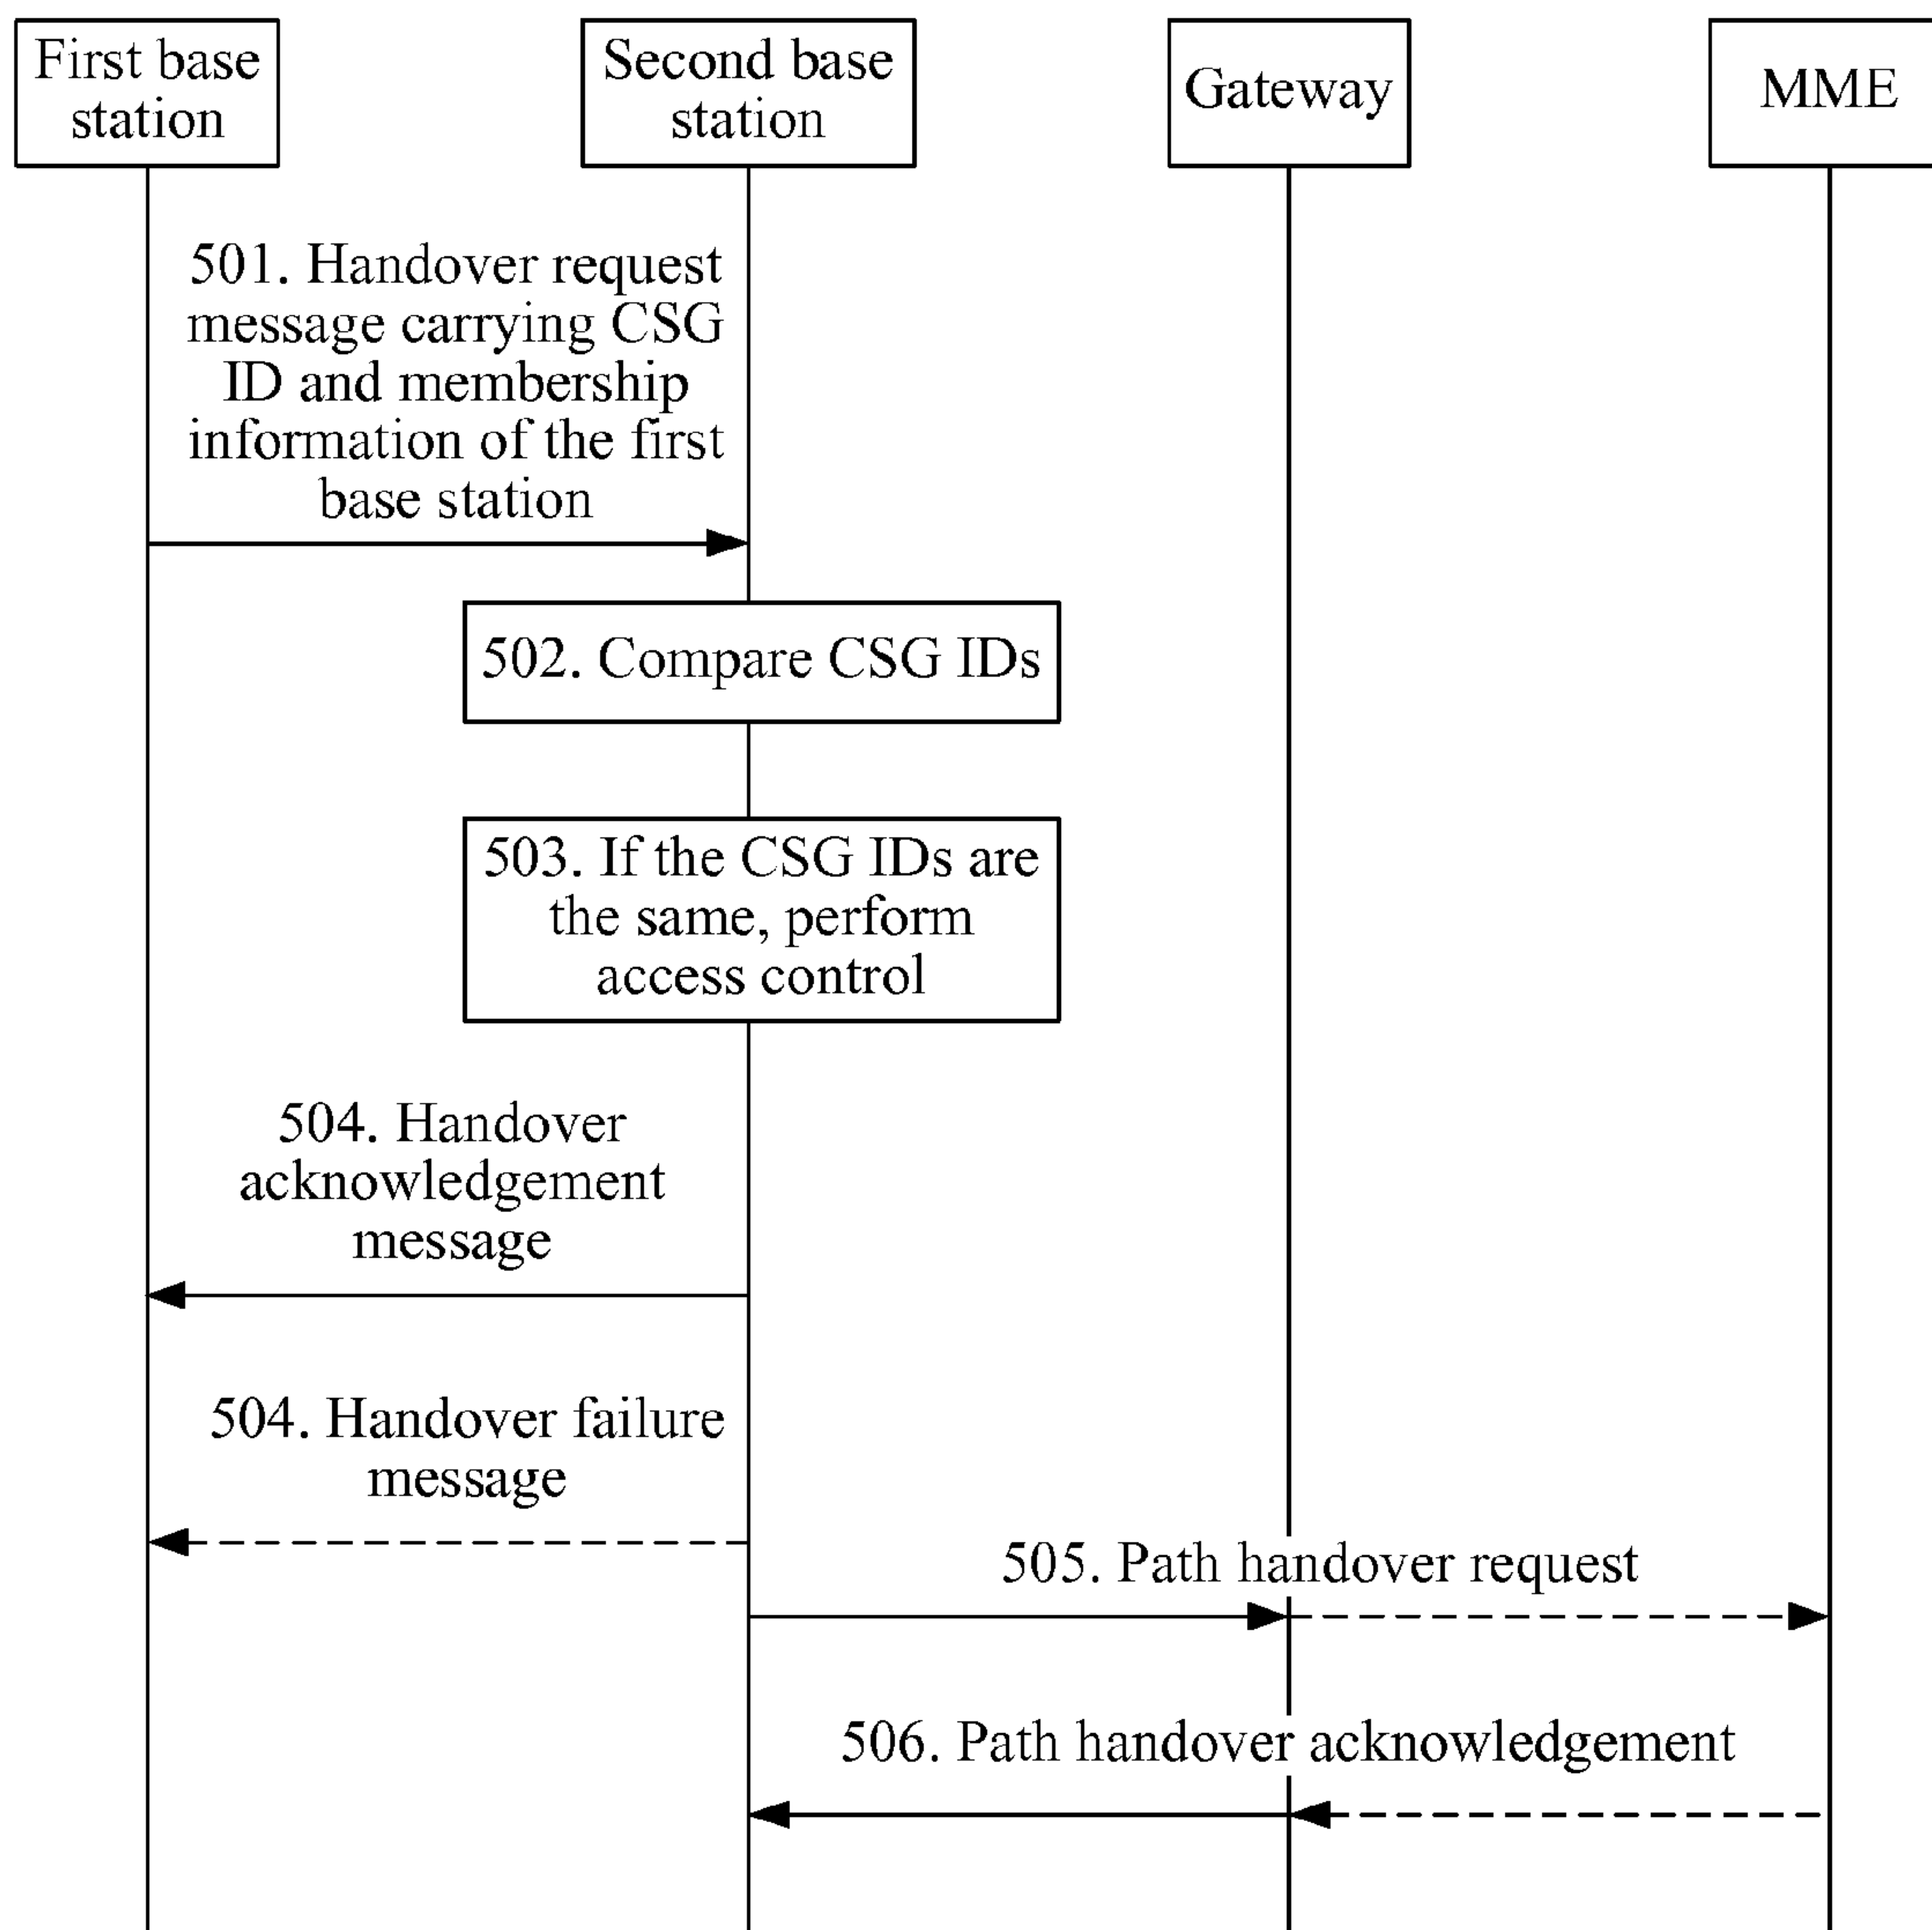 First base
station
Second base
station
Gateway
MME
501. Handover request
message carrying CSG
ID and membership
information of the first
base station
502. Compare CSG IDs
503. If the CSG IDs are
the same, perform
access control
504. Handover
acknowledgement
message
504. Handover failure
message
505. Path handover request
506. Path handover acknowledgement